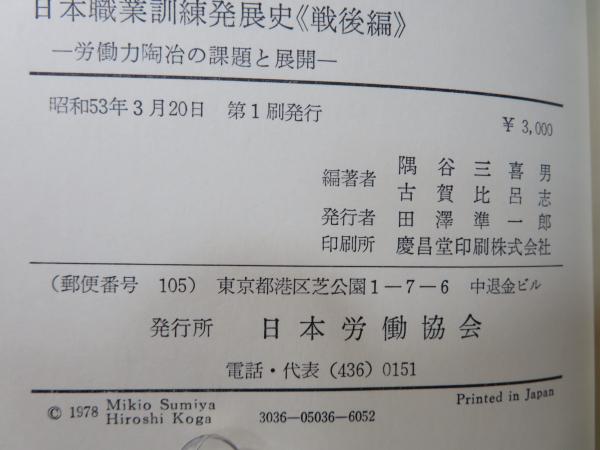 日本職業訓練発展史《戦後編》
―労働力陶冶の課題と展開―
昭和53年3月20日 第1刷発行
¥ 3,000
編著者 隅谷三喜男
古賀比呂志
発行者 田澤準一郎
印刷所 慶昌堂印刷株式会社
(郵便番号 105) 東京都港区芝公園1-7-6 中退金ビル
発行所 日本労働協会
電話・代表 (436) 0151
© 1978 Mikio Sumiya
Hiroshi Koga
3036-05036-6052
Printed in Japan